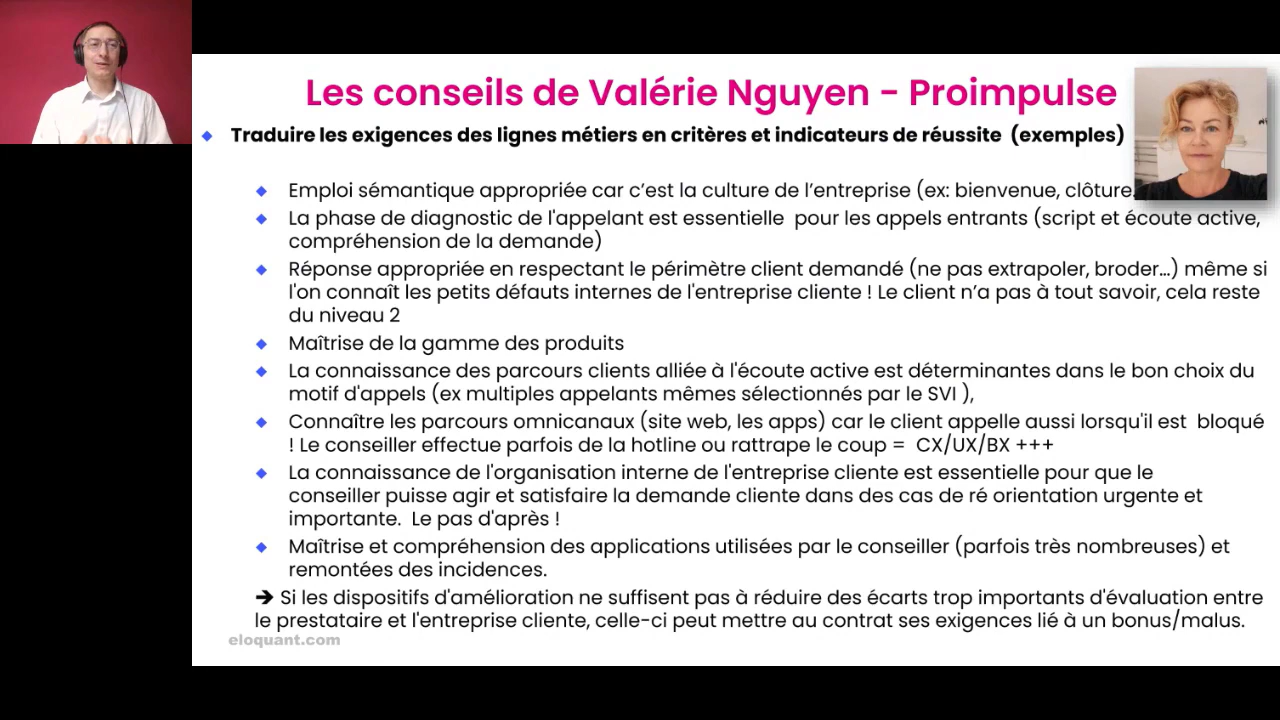 Les conseils de Valérie Nguyen - Proimpulse
Traduire les exigences des lignes métiers en critères et indicateurs de réussite (exemples)
Emploi sémantique appropriée car c'est la culture de l'entreprise (ex: bienvenue, clôture.
La phase de diagnostic de l'appelant est essentielle pour les appels entrants (script et écoute active,
compréhension de la demande)
Réponse appropriée en respectant le périmètre client demandé (ne pas extrapoler, broder...) même si
l'on connaît les petits défauts internes de l'entreprise cliente ! Le client n'a pas à tout savoir, cela reste
du niveau 2
Maîtrise de la gamme des produits
La connaissance des parcours clients alliée à l'écoute active est déterminantes dans le bon choix du
motif d'appels (ex multiples appelants mêmes sélectionnés par le SVI ),
Connaître les parcours omnicanaux (site web, les apps) car le client appelle aussi lorsqu'il est bloqué
! Le conseiller effectue parfois de la hotline ou rattrape le coup = CX/UX/BX +++
La connaissance de l'organisation interne de l'entreprise cliente est essentielle pour que le
conseiller puisse agir et satisfaire la demande cliente dans des cas de ré orientation urgente et
importante. Le pas d'après !
Maîtrise et compréhension des applications utilisées par le conseiller (parfois très nombreuses) et
remontées des incidences.
➔ Si les dispositifs d'amélioration ne suffisent pas à réduire des écarts trop importants d'évaluation entre
le prestataire et l'entreprise cliente, celle-ci peut mettre au contrat ses exigences lié à un bonus/malus.
eloquant.com